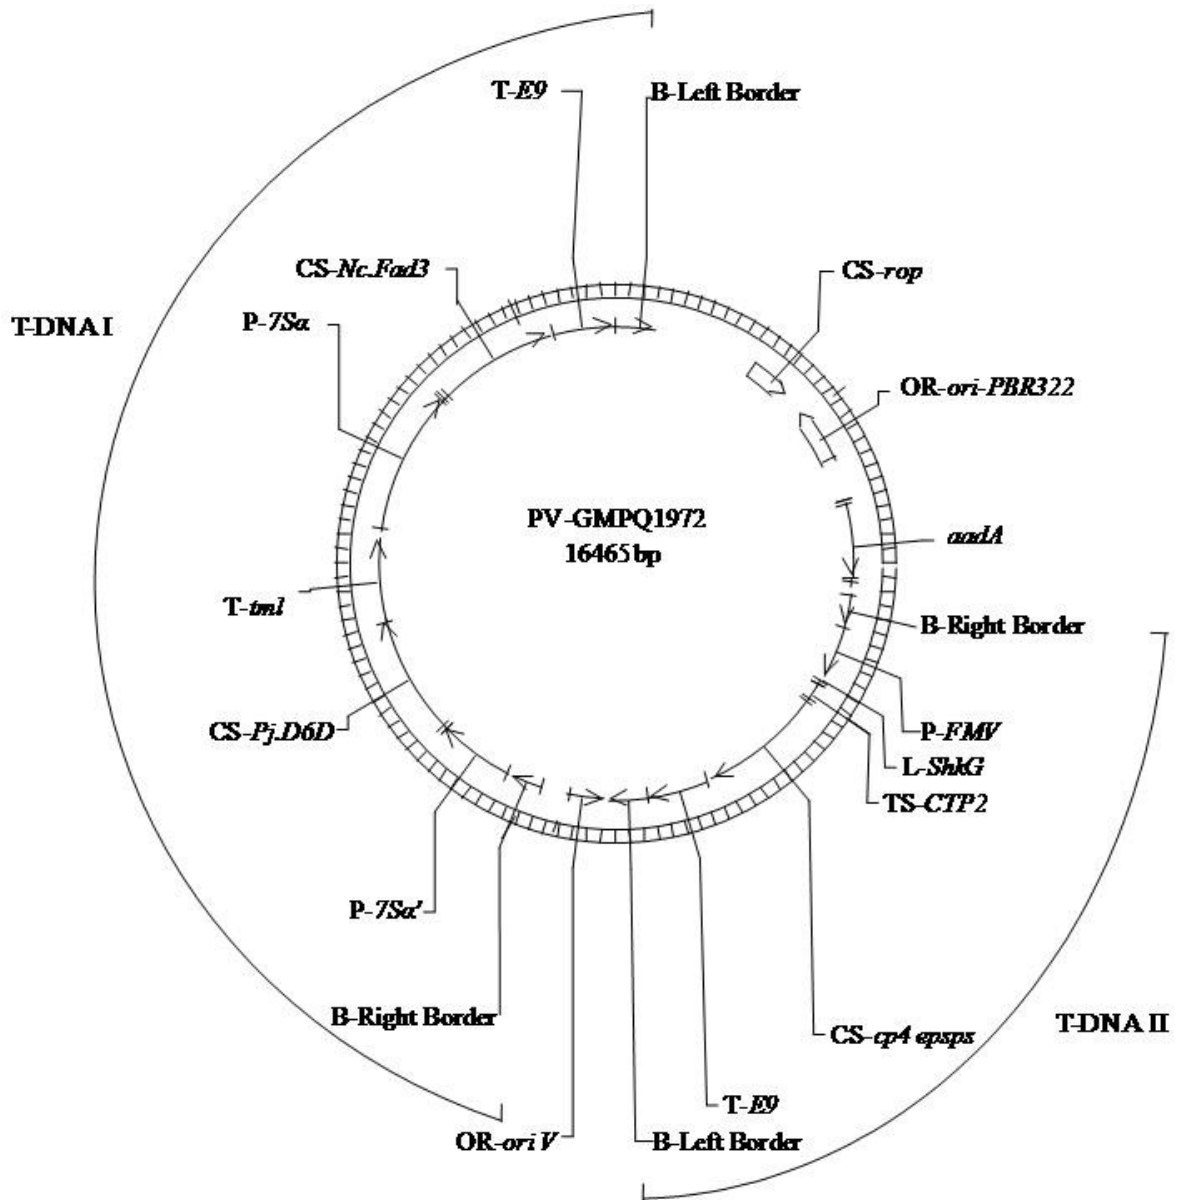 T-E9
B-Left Border
CS-Nc.Fad3
CS-rop
T-DNA I
P-7Sα
OR-ori-PBR322
PV-GMPQ1972
16465bp
aadA
T-tml
B-Right Border
CS-Pj.D6D
P-FMV
L-ShkG
TS-CTP2
P-7Sα'
B-Right Border
T-DNA II
CS-cp4 epsps
T-E9
OR-ori V
B-Left Border